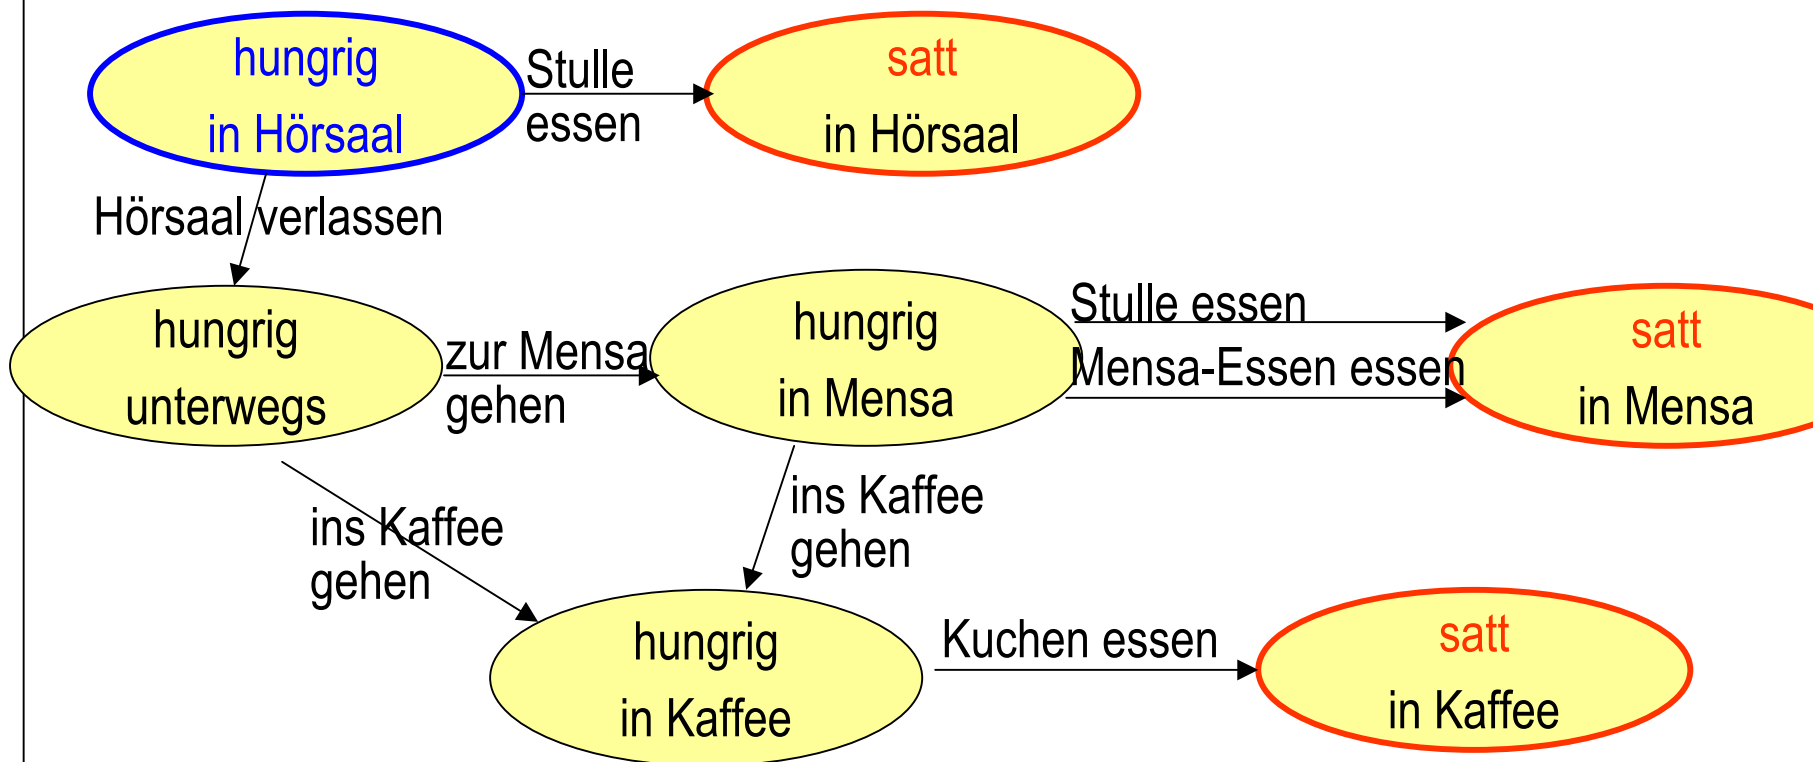 hungrig
in Hörsaal
Stulle
essen
satt
in Hörsaal
Hörsaal verlassen
hungrig
unterwegs
zur Mensa
gehen
hungrig
in Mensa
Stulle essen
Mensa-Essen essen
satt
in Mensa
ins Kaffee
gehen
ins Kaffee
gehen
hungrig
in Kaffee
Kuchen essen
satt
in Kaffee